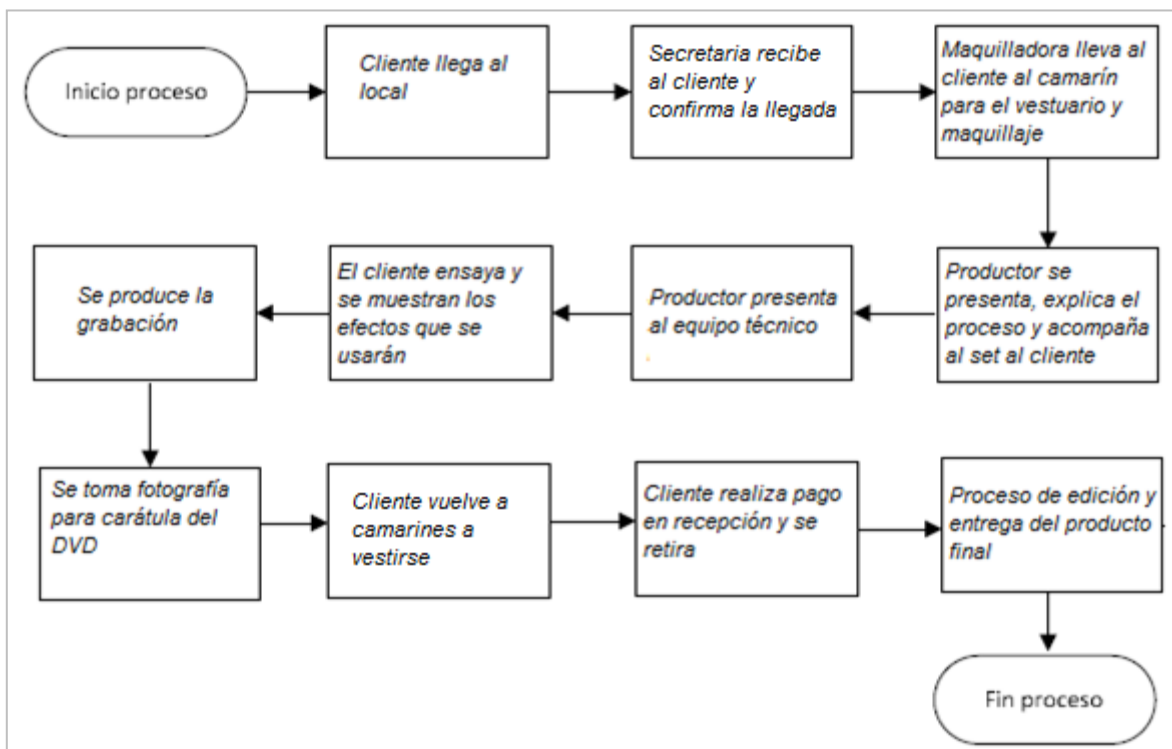 Inicio proceso
Cliente llega al
local
Secretaria recibe
al cliente y
confirma la llegada
Maquilladora lleva al
cliente al camarín
para el vestuario y
maquillaje
Productor se
presenta, explica el
proceso y acompaña
al set al cliente
Productor presenta
al equipo técnico
El cliente ensaya y
se muestran los
efectos que se
usarán
Se produce la
grabación
Se toma fotografía
para carátula del
DVD
Cliente vuelve a
camarines a
vestirse
Cliente realiza pago
en recepción y se
retira
Proceso de edición y
entrega del producto
final
Fin proceso